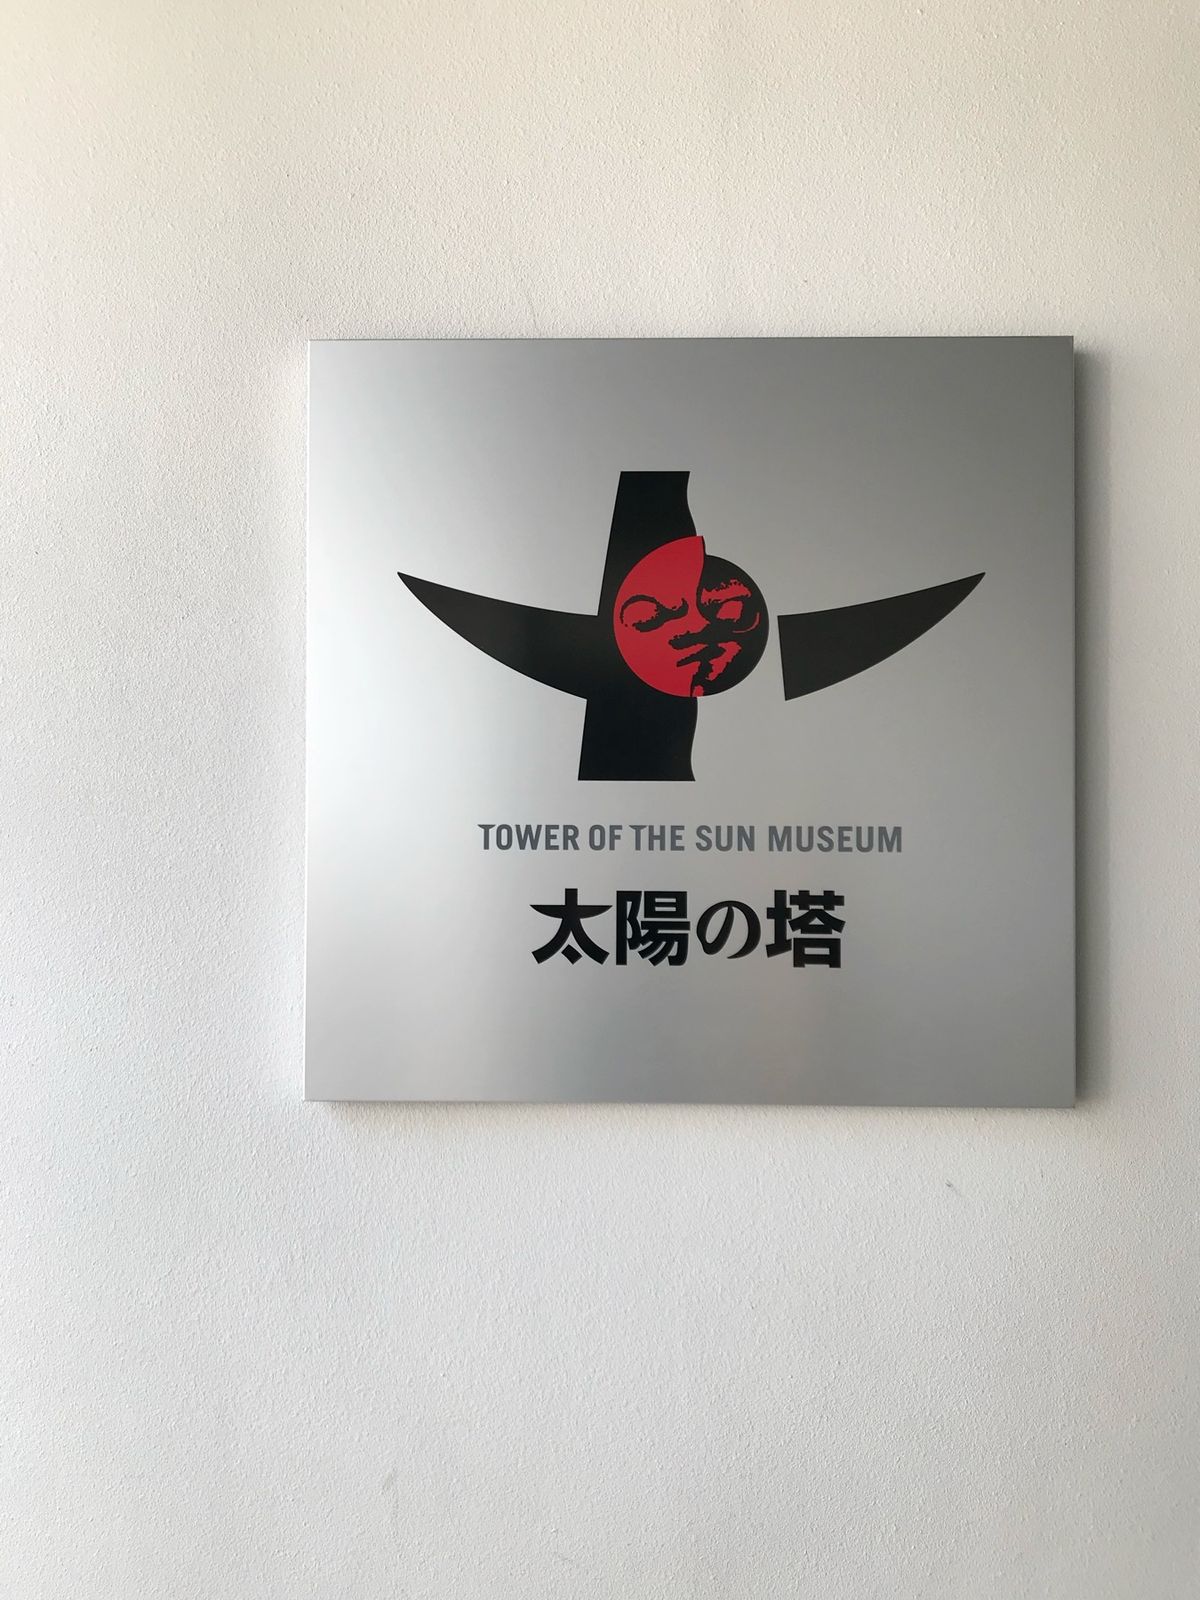 TOWER OF THE SUN MUSEUM
太陽の塔